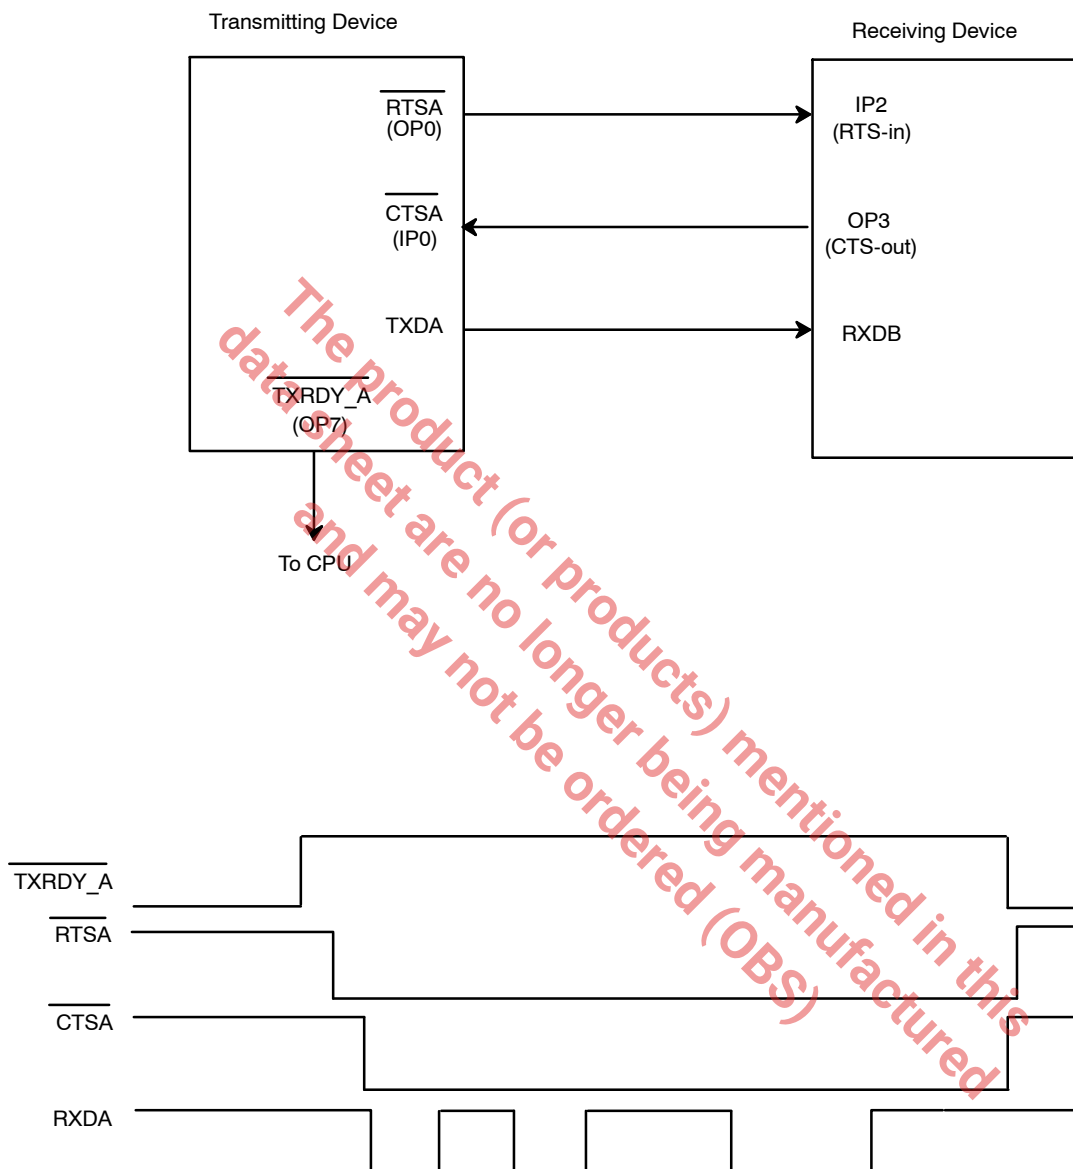 Transmitting Device
Receiving Device
RTSA
(OP0)
IP2
(RTS-in)
CTSA
(IP0)
OP3
(CTS-out)
TXDA
RXDB
TXRDY_A
(OP7)
To CPU
The product (or products) mentioned in this
data sheet are no longer being manufactured
and may not be ordered (OBS)
TXRDY_A
RTSA
CTSA
RXDA